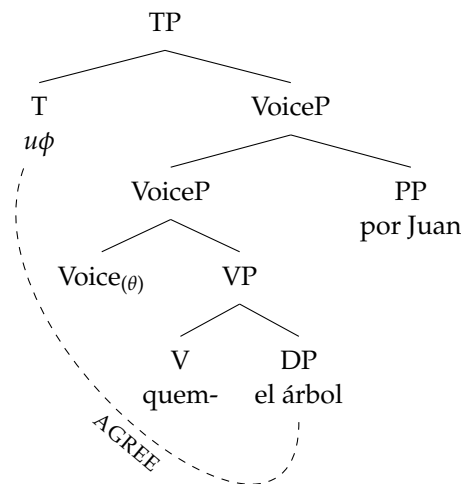 TP
T VoiceP
uϕ
VoiceP PP
por Juan
Voice(θ) VP
V DP
quem- el árbol
AGREE